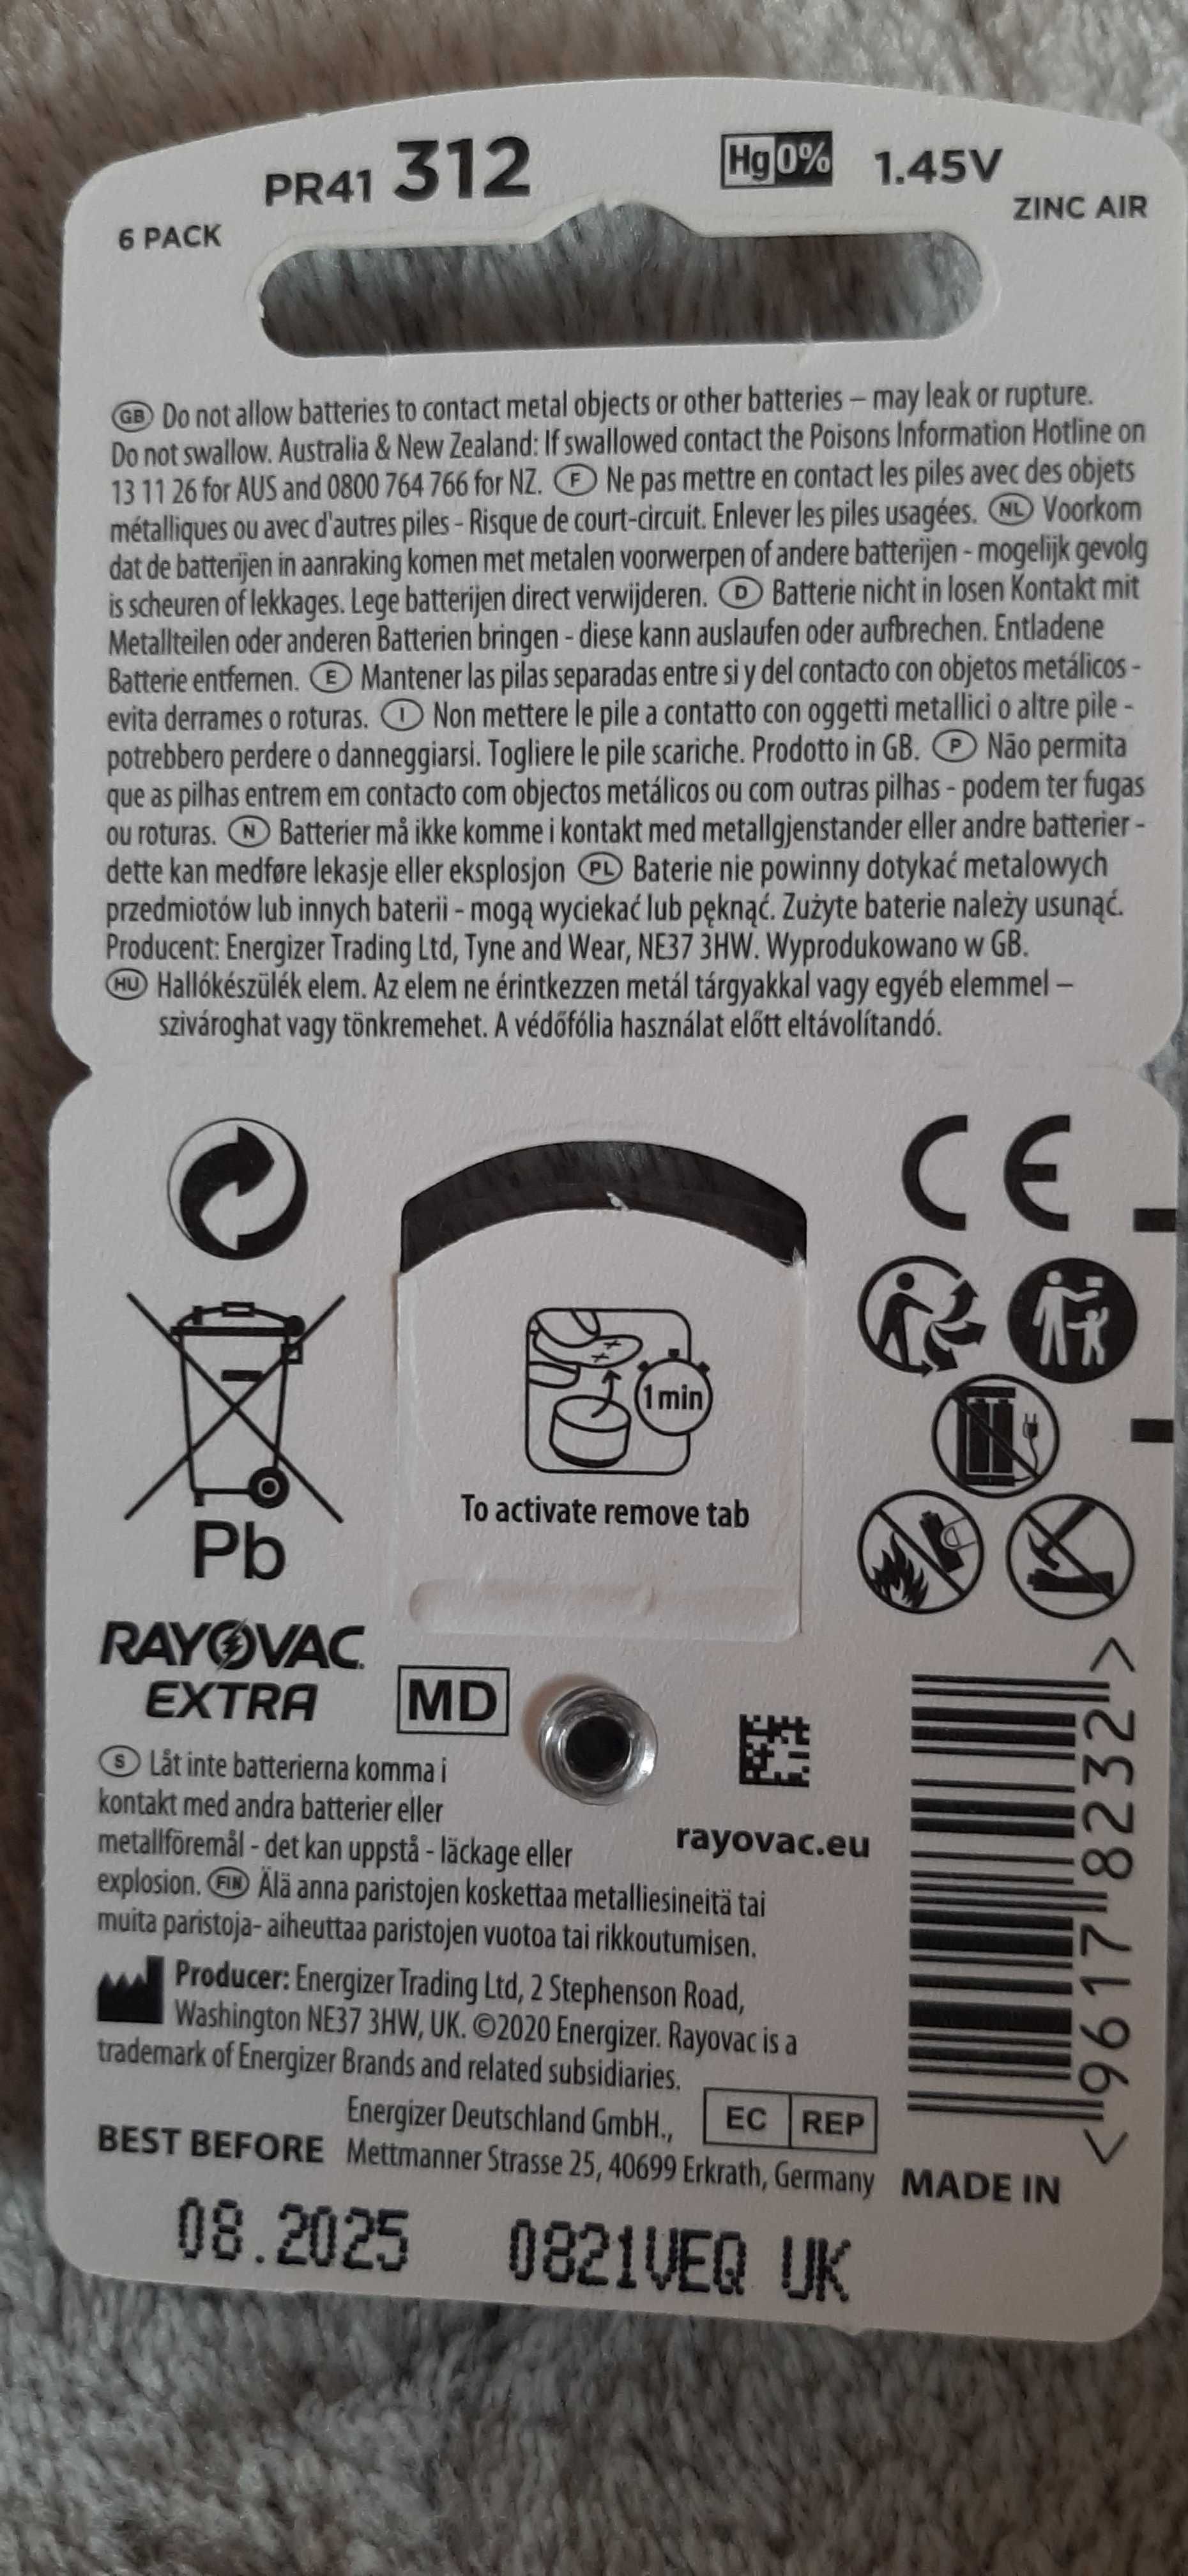 PR41 312
Hg 0% 1.45V
6 PACK
ZINC AIR
GB Do not allow batteries to contact metal objects or other batteries – may leak or rupture.
Do not swallow. Australia & New Zealand: If swallowed contact the Poisons Information Hotline on
13 11 26 for AUS and 0800 764 766 for NZ. F Ne pas mettre en contact les piles avec des objets
métalliques ou avec d'autres piles - Risque de court-circuit. Enlever les piles usagées. NL Voorkom
dat de batterijen in aanraking komen met metalen voorwerpen of andere batterijen - mogelijk gevolg
is scheuren of lekkages. Lege batterijen direct verwijderen. D Batterie nicht in losen Kontakt mit
Metallteilen oder anderen Batterien bringen - diese kann auslaufen oder aufbrechen. Entladene
Batterie entfernen. E Mantener las pilas separadas entre si y del contacto con objetos metálicos -
evita derrames o roturas. I Non mettere le pile a contatto con oggetti metallici o altre pile -
potrebbero perdere o danneggiarsi. Togliere le pile scariche. Prodotto in GB. P Não permita
que as pilhas entrem em contacto com objectos metálicos ou com outras pilhas - podem ter fugas
ou roturas. N Batterier må ikke komme i kontakt med metallgjenstander eller andre batterier -
dette kan medføre lekasje eller eksplosjon PL Baterie nie powinny dotykać metalowych
przedmiotów lub innych baterii - mogą wyciekać lub pęknąć. Zużyte baterie należy usunąć.
Producent: Energizer Trading Ltd, Tyne and Wear, NE37 3HW. Wyprodukowano w GB.
HU Hallókészülék elem. Az elem ne érintkezzen metál tárgyakkal vagy egyéb elemmel –
szivároghat vagy tönkremehet. A védőfólia használat előtt eltávolítandó.
CE
1 min
To activate remove tab
Pb
RAYOVAC
EXTRA
MD
S Låt inte batterierna komma i
kontakt med andra batterier eller
metallföremål - det kan uppstå - läckage eller
explosion. FIN Älä anna paristojen koskettaa metalliesineitä tai
muita paristoja- aiheuttaa paristojen vuotoa tai rikkoutumisen.
rayovac.eu
Producer: Energizer Trading Ltd, 2 Stephenson Road,
Washington NE37 3HW, UK. ©2020 Energizer. Rayovac is a
trademark of Energizer Brands and related subsidiaries.
Energizer Deutschland GmbH.,
Mettmanner Strasse 25, 40699 Erkrath, Germany
EC REP
BEST BEFORE
MADE IN
08.2025 0821VEQ UK
<9617 8232>